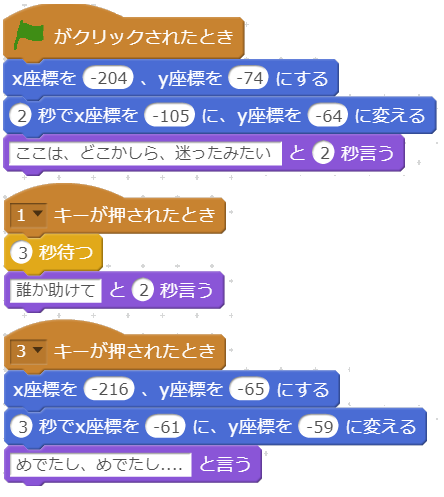 がクリックされたとき
x座標を -204 、y座標を -74 にする
2 秒でx座標を -105 に、y座標を -64 に変える
ここは、どこかしら、迷ったみたい と 2 秒言う
1 キーが押されたとき
3 秒待つ
誰か助けて と 2 秒言う
3 キーが押されたとき
x座標を -216 、y座標を -65 にする
3 秒でx座標を -61 に、y座標を -59 に変える
めでたし、めでたし.... と言う